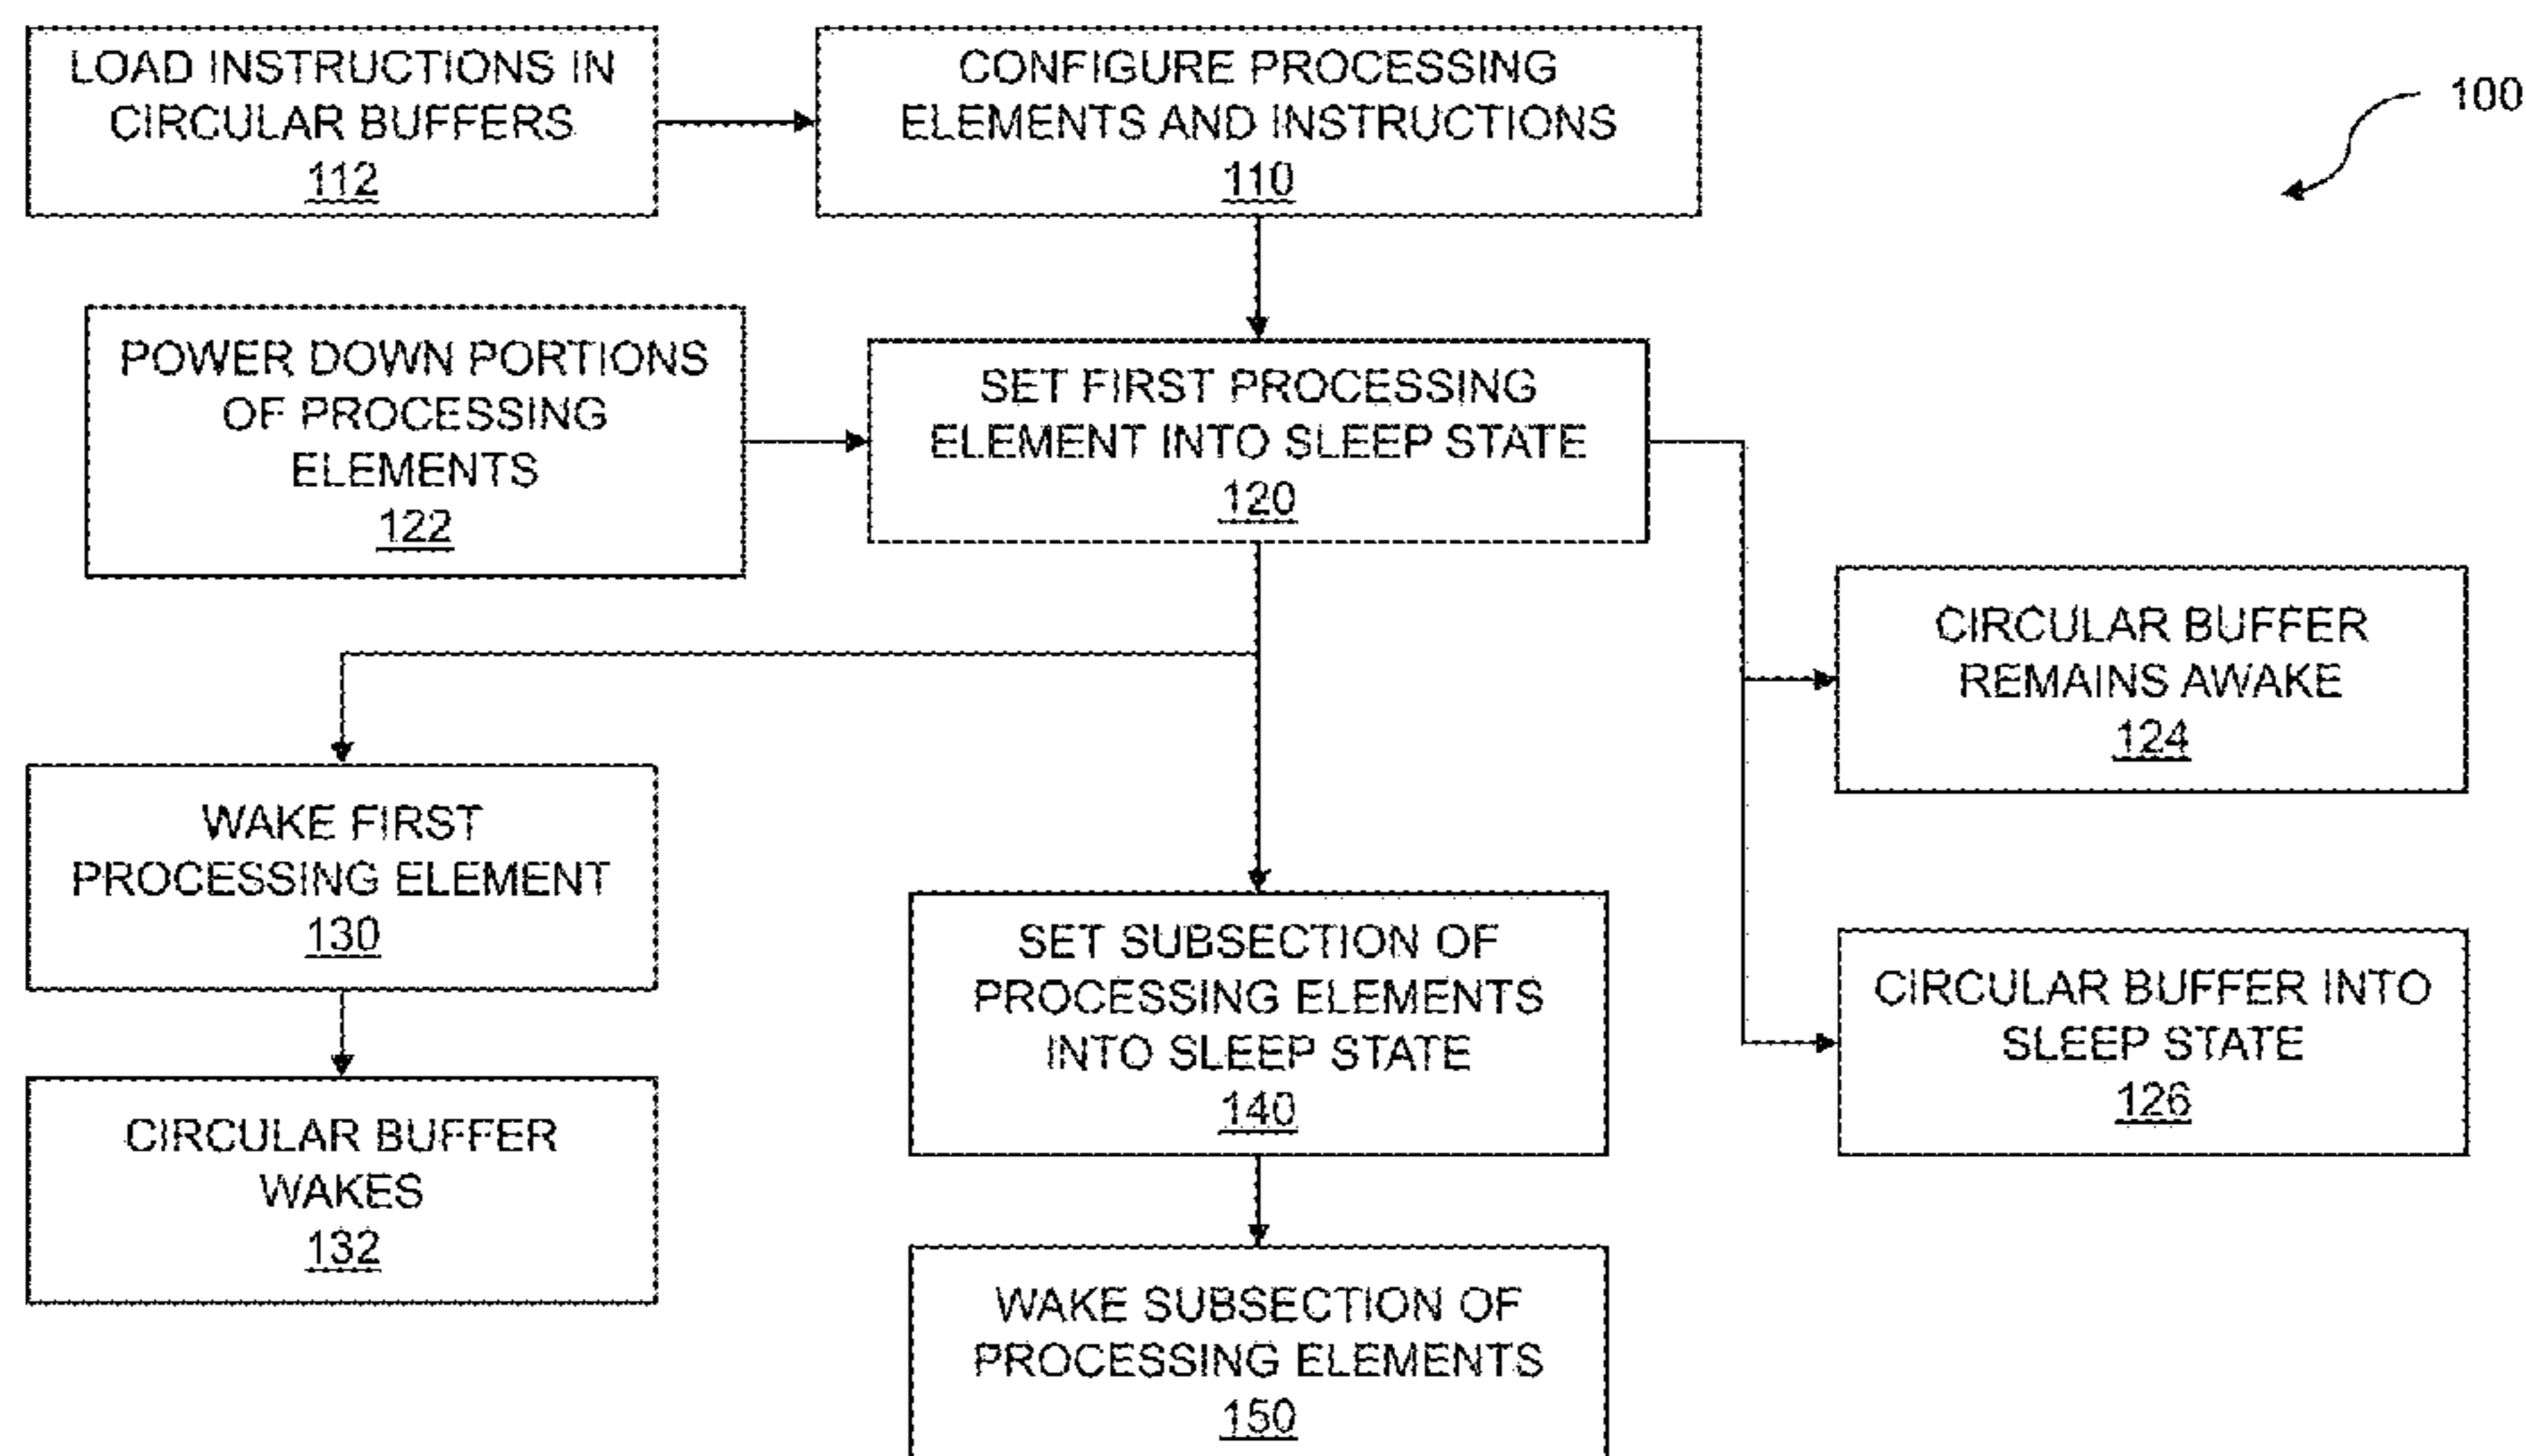 LOAD INSTRUCTIONS IN
CIRCULAR BUFFERS
112
CONFIGURE PROCESSING
ELEMENTS AND INSTRUCTIONS
110
100
POWER DOWN PORTIONS
OF PROCESSING
ELEMENTS
122
SET FIRST PROCESSING
ELEMENT INTO SLEEP STATE
120
CIRCULAR BUFFER
REMAINS AWAKE
124
WAKE FIRST
PROCESSING ELEMENT
130
SET SUBSECTION OF
PROCESSING ELEMENTS
INTO SLEEP STATE
140
CIRCULAR BUFFER INTO
SLEEP STATE
126
CIRCULAR BUFFER
WAKES
132
WAKE SUBSECTION OF
PROCESSING ELEMENTS
150